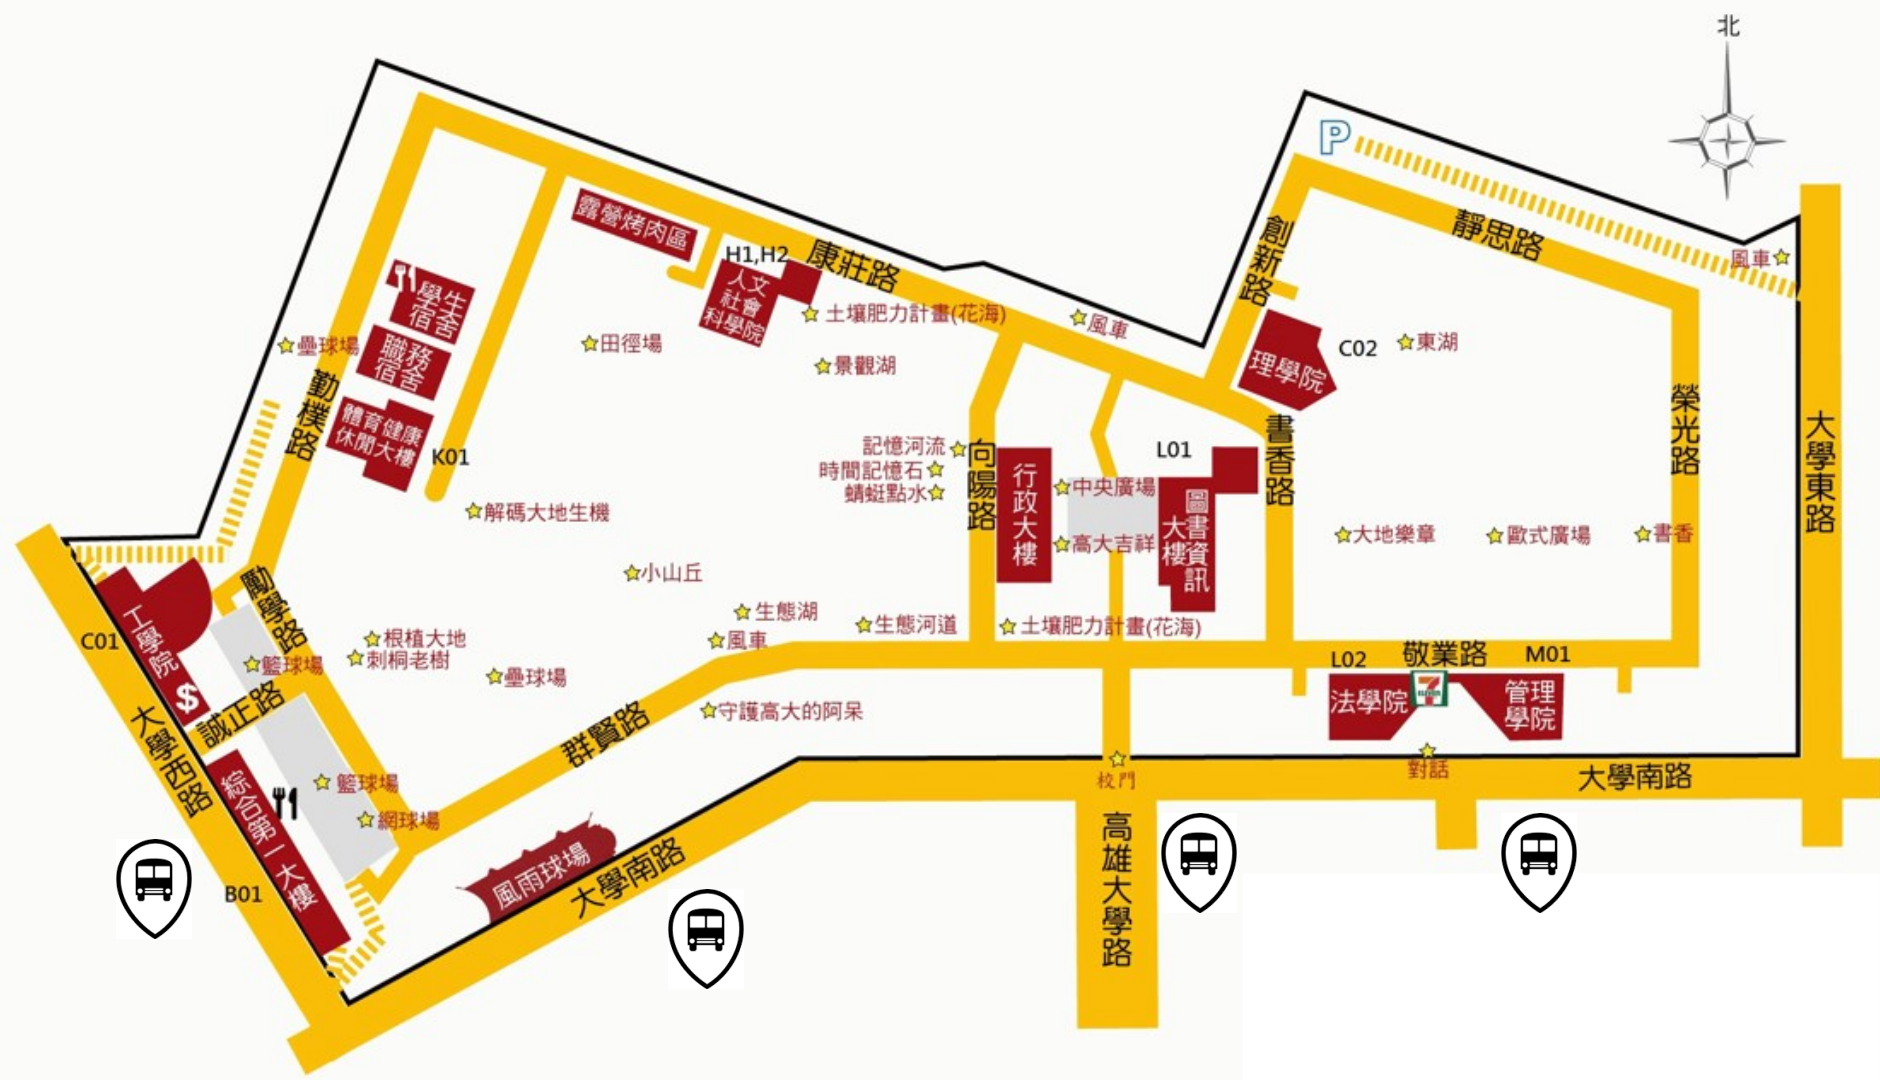 北
P
創新路
靜思路
風車
露營烤肉區
H1,H2
康莊路
人文
社會
科學院
土壤肥力計畫(花海)
風車
學生
宿舍
職務
宿舍
體育健康
休閒大樓
K01
壘球場
勤樸路
田徑場
景觀湖
理學院
C02
東湖
榮光路
大學東路
書香路
記憶河流
時間記憶石
蜻蜓點水
向陽路
行政大樓
中央廣場
高大吉祥
L01
圖書資訊
大樓
解碼大地生機
大地樂章
歐式廣場
書香
小山丘
生態湖
風車
生態河道
土壤肥力計畫(花海)
勵學路
C01
工學院
$
籃球場
根植大地
刺桐老樹
壘球場
誠正路
群賢路
守護高大的阿呆
L02
敬業路
M01
法學院
7
ELEVEN
管理
學院
大學西路
綜合第一大樓
籃球場
網球場
B01
風雨球場
大學南路
校門
對話
大學南路
高雄大學路